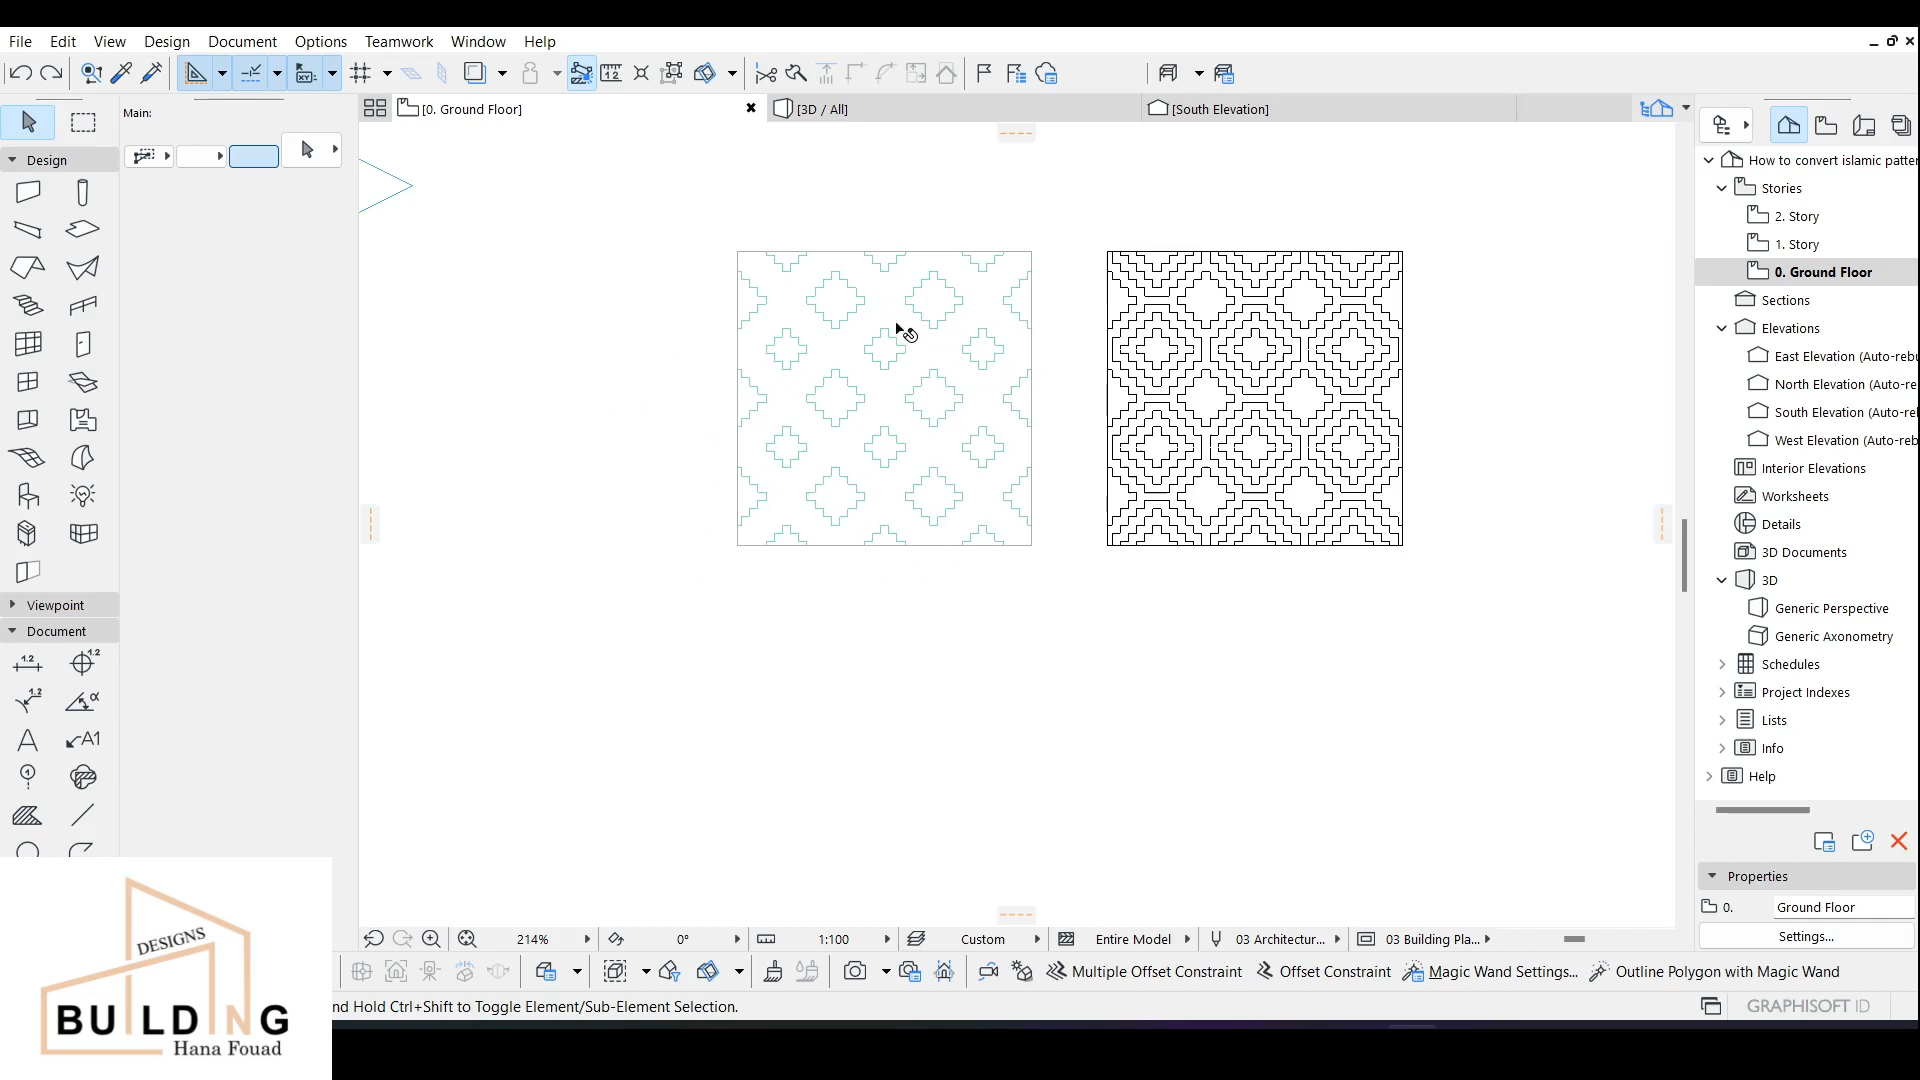 File Edit View Design Document Options Teamwork Window Help
Main:
[0. Ground Floor]
[3D / All]
[South Elevation]
Design
Viewpoint
Document
How to convert islamic patter
Stories
2. Story
1. Story
0. Ground Floor
Sections
Elevations
East Elevation (Auto-rebu
North Elevation (Auto-re
South Elevation (Auto-rel
West Elevation (Auto-reb
Interior Elevations
Worksheets
Details
3D Documents
3D
Generic Perspective
Generic Axonometry
Schedules
Project Indexes
Lists
Info
Help
Properties
0. Ground Floor
Settings...
214% 0° 1:100 Custom Entire Model 03 Architectur... 03 Building Pla...
Multiple Offset Constraint Offset Constraint Magic Wand Settings... Outline Polygon with Magic Wand
nd Hold Ctrl+Shift to Toggle Element/Sub-Element Selection.
GRAPHISOFT ID
DESIGNS
BUILDING
Hana Fouad